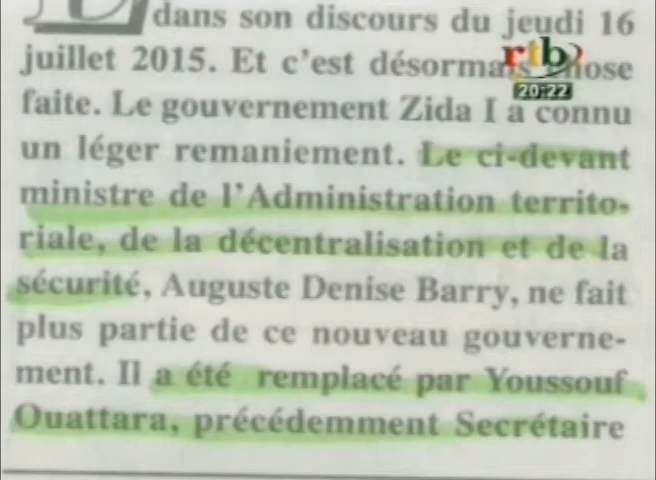 dans son discours du jeudi 16
juillet 2015. Et c'est désormais chose
faite. Le gouvernement Zida I a connu
un léger remaniement. Le ci-devant
ministre de l'Administration territo-
riale, de la décentralisation et de la
sécurité, Auguste Denise Barry, ne fait
plus partie de ce nouveau gouverne-
ment. Il a été remplacé par Youssouf
Ouattara, précédemment Secrétaire
rtb
20:22